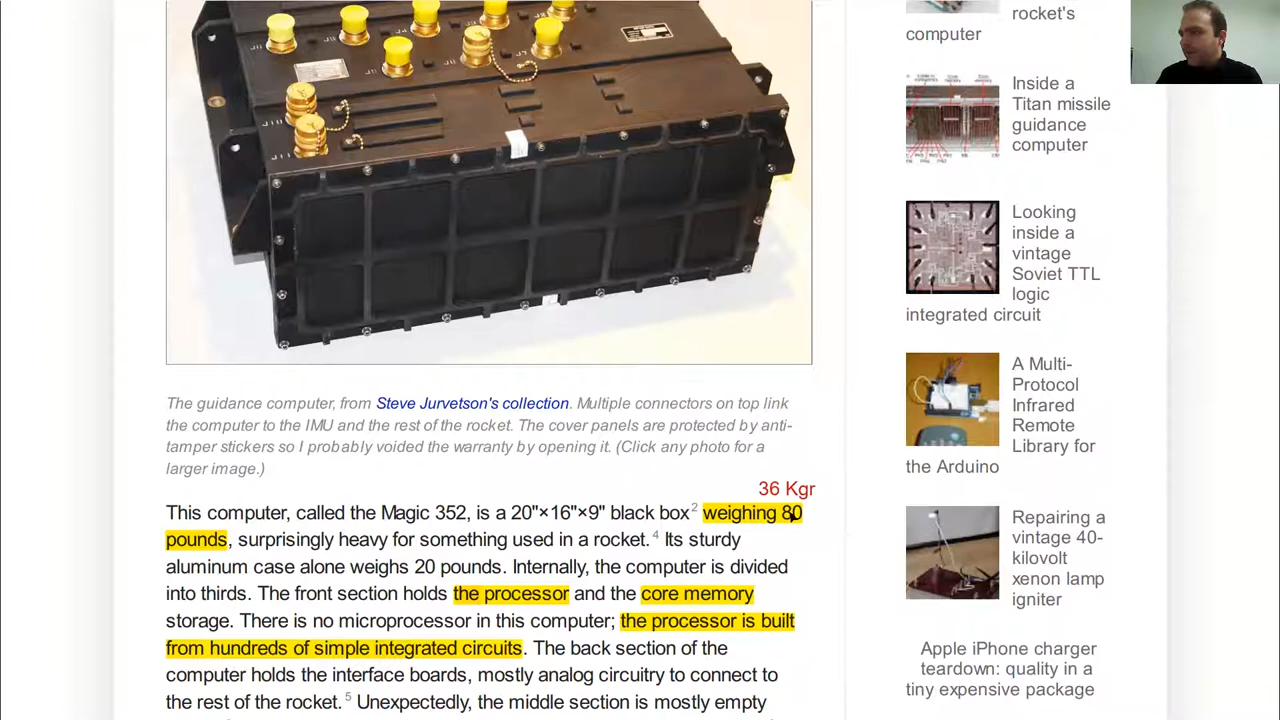 The guidance computer, from Steve Jurvetson's collection. Multiple connectors on top link
the computer to the IMU and the rest of the rocket. The cover panels are protected by anti-
tamper stickers so I probably voided the warranty by opening it. (Click any photo for a
larger image.)
36 Kgr
This computer, called the Magic 352, is a 20"×16"×9" black box2 weighing 80
pounds, surprisingly heavy for something used in a rocket.4 Its sturdy
aluminum case alone weighs 20 pounds. Internally, the computer is divided
into thirds. The front section holds the processor and the core memory
storage. There is no microprocessor in this computer; the processor is built
from hundreds of simple integrated circuits. The back section of the
computer holds the interface boards, mostly analog circuitry to connect to
the rest of the rocket.5 Unexpectedly, the middle section is mostly empty
rocket's
computer
Inside a
Titan missile
guidance
computer
Looking
inside a
vintage
Soviet TTL
logic
integrated circuit
A Multi-
Protocol
Infrared
Remote
Library for
the Arduino
Repairing a
vintage 40-
kilovolt
xenon lamp
igniter
Apple iPhone charger
teardown: quality in a
tiny expensive package